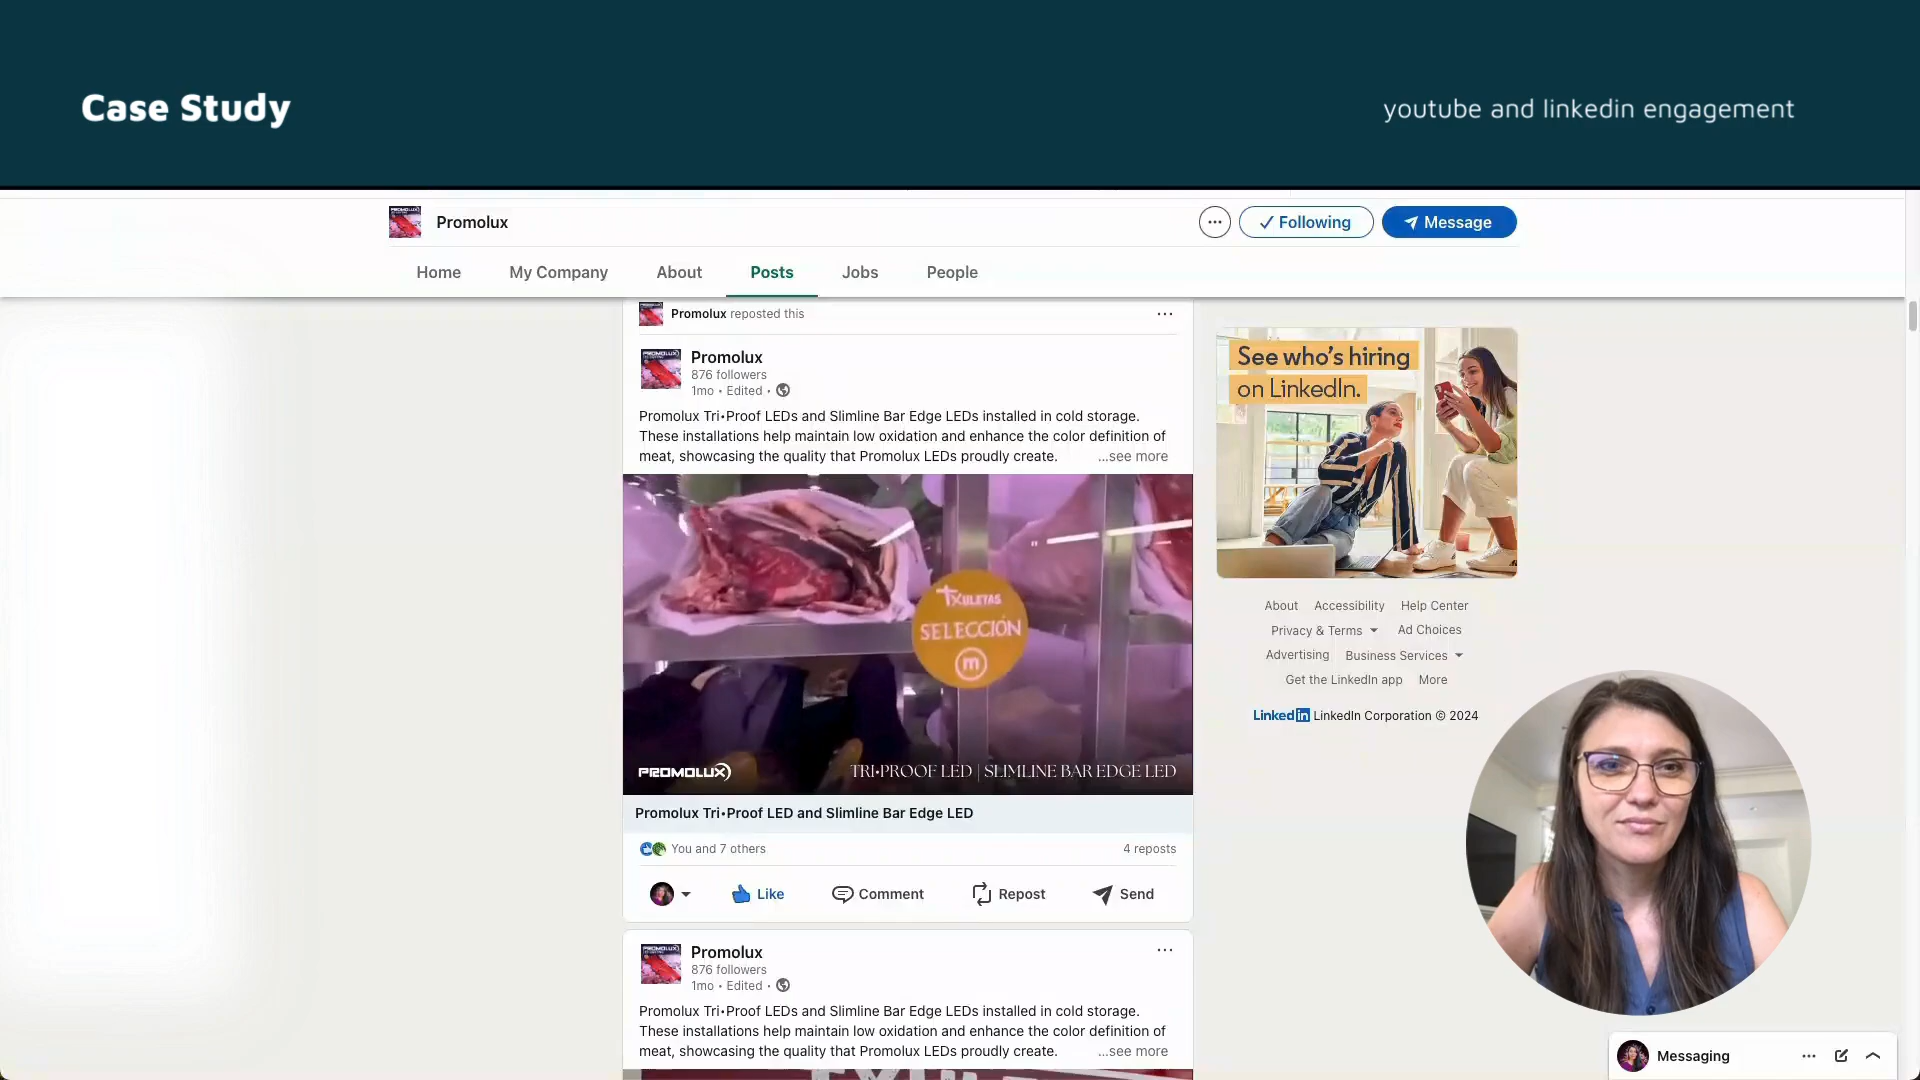 Case Study
youtube and linkedin engagement
Promolux
Following
Message
Home
My Company
About
Posts
Jobs
People
Promolux reposted this
Promolux
876 followers
1mo • Edited •
Promolux Tri•Proof LEDs and Slimline Bar Edge LEDs installed in cold storage.
These installations help maintain low oxidation and enhance the color definition of
meat, showcasing the quality that Promolux LEDs proudly create. ...see more
TXULETAS
SELECCIÓN
m
PROMOLUX
TRI•PROOF LED | SLIMLINE BAR EDGE LED
Promolux Tri•Proof LED and Slimline Bar Edge LED
You and 7 others
4 reposts
Like
Comment
Repost
Send
Promolux
876 followers
1mo • Edited •
Promolux Tri•Proof LEDs and Slimline Bar Edge LEDs installed in cold storage.
These installations help maintain low oxidation and enhance the color definition of
meat, showcasing the quality that Promolux LEDs proudly create. ...see more
See who's hiring
on LinkedIn.
About Accessibility Help Center
Privacy & Terms Ad Choices
Advertising Business Services
Get the LinkedIn app More
LinkedIn LinkedIn Corporation © 2024
Messaging